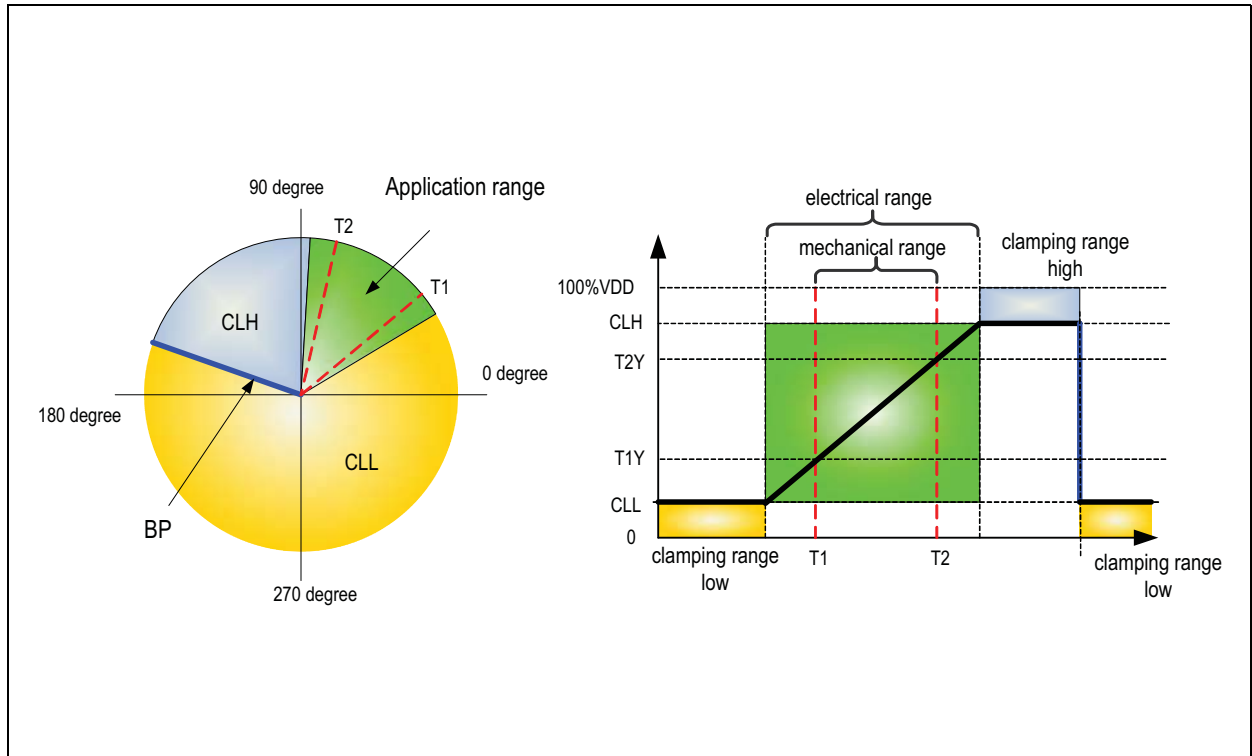 90 degree
Application range
T2
T1
CLH
0 degree
180 degree
CLL
BP
270 degree
electrical range
mechanical range
clamping range
high
100%VDD
CLH
T2Y
T1Y
CLL
0
clamping range
low
T1
T2
clamping range
low